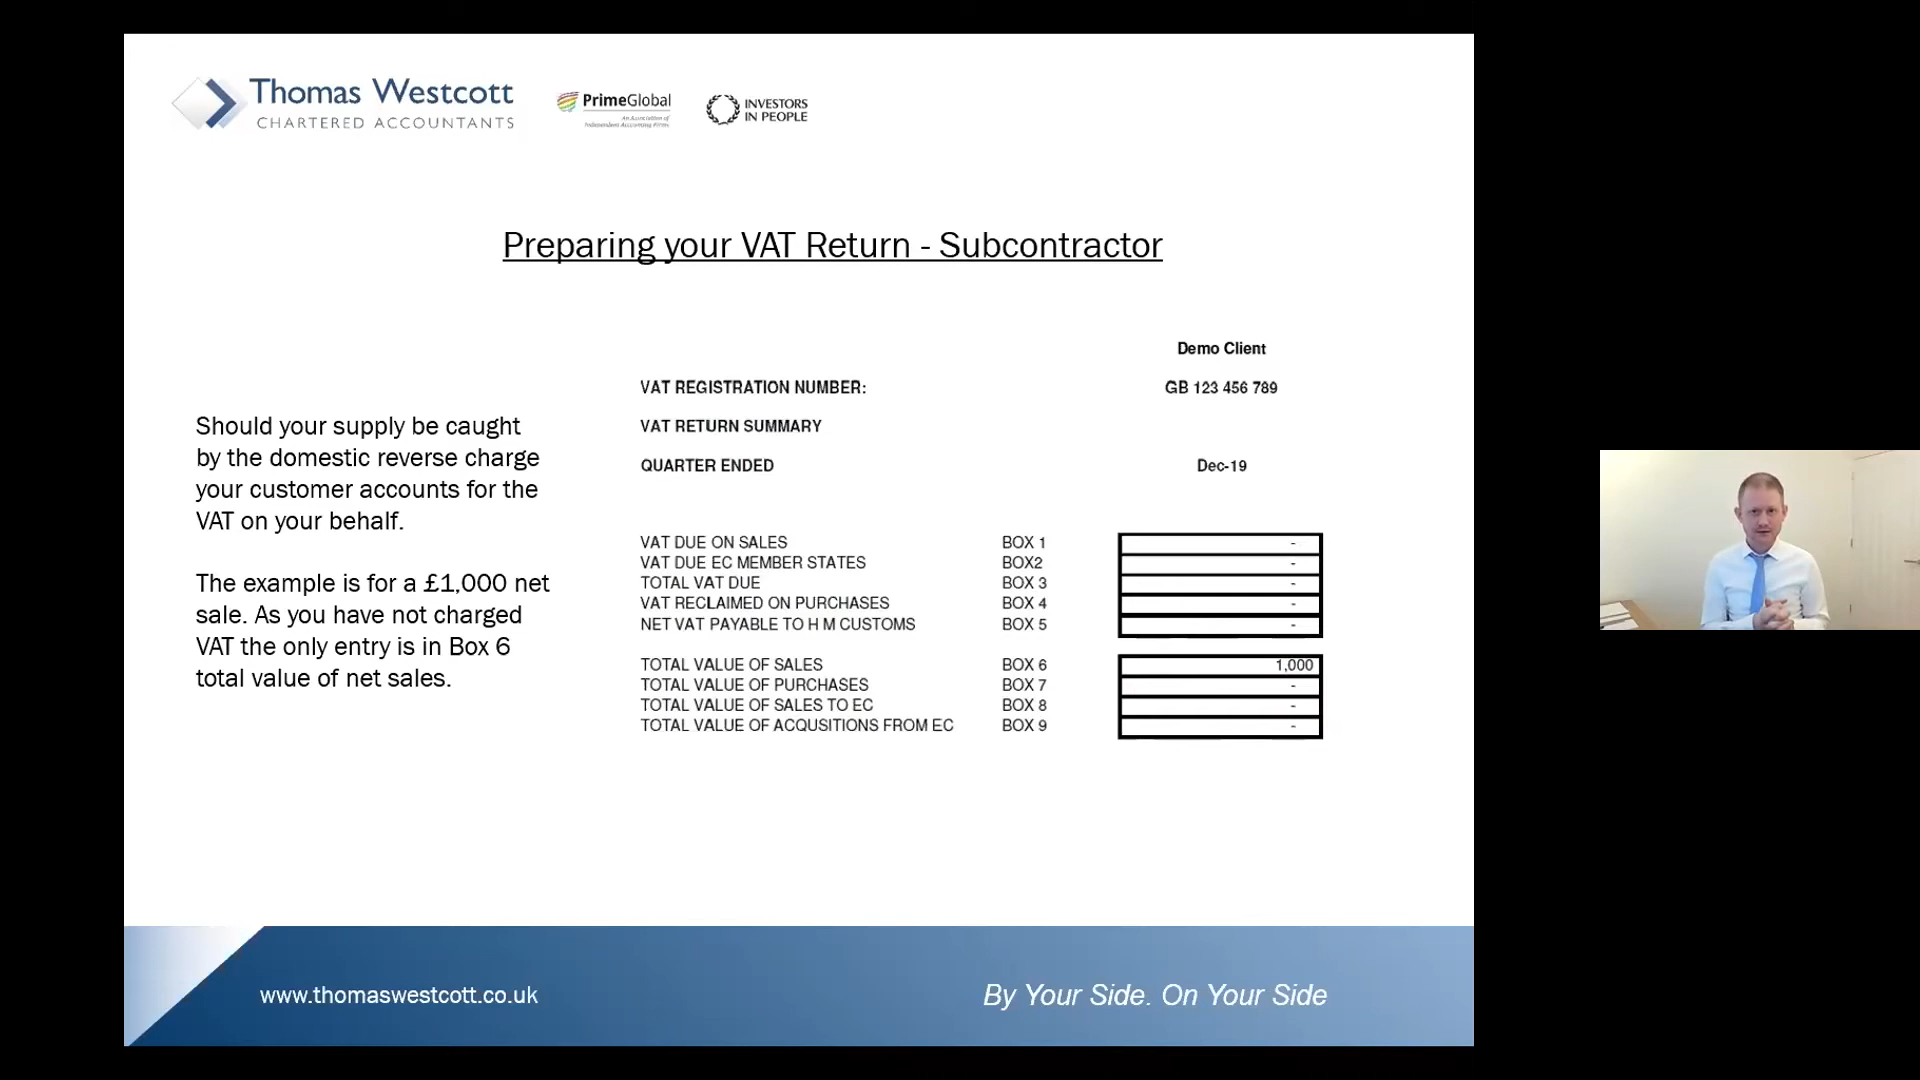 Thomas Westcott
CHARTERED ACCOUNTANTS
PrimeGlobal
An Association of
Independent Accounting Firms
INVESTORS
IN PEOPLE
Preparing your VAT Return - Subcontractor
Should your supply be caught
by the domestic reverse charge
your customer accounts for the
VAT on your behalf.
The example is for a £1,000 net
sale. As you have not charged
VAT the only entry is in Box 6
total value of net sales.
Demo Client
VAT REGISTRATION NUMBER: GB 123 456 789
VAT RETURN SUMMARY
QUARTER ENDED Dec-19
VAT DUE ON SALES BOX 1 -
VAT DUE EC MEMBER STATES BOX2 -
TOTAL VAT DUE BOX 3 -
VAT RECLAIMED ON PURCHASES BOX 4 -
NET VAT PAYABLE TO H M CUSTOMS BOX 5 -
TOTAL VALUE OF SALES BOX 6 1,000
TOTAL VALUE OF PURCHASES BOX 7 -
TOTAL VALUE OF SALES TO EC BOX 8 -
TOTAL VALUE OF ACQUSITIONS FROM EC BOX 9 -
www.thomaswestcott.co.uk
By Your Side. On Your Side